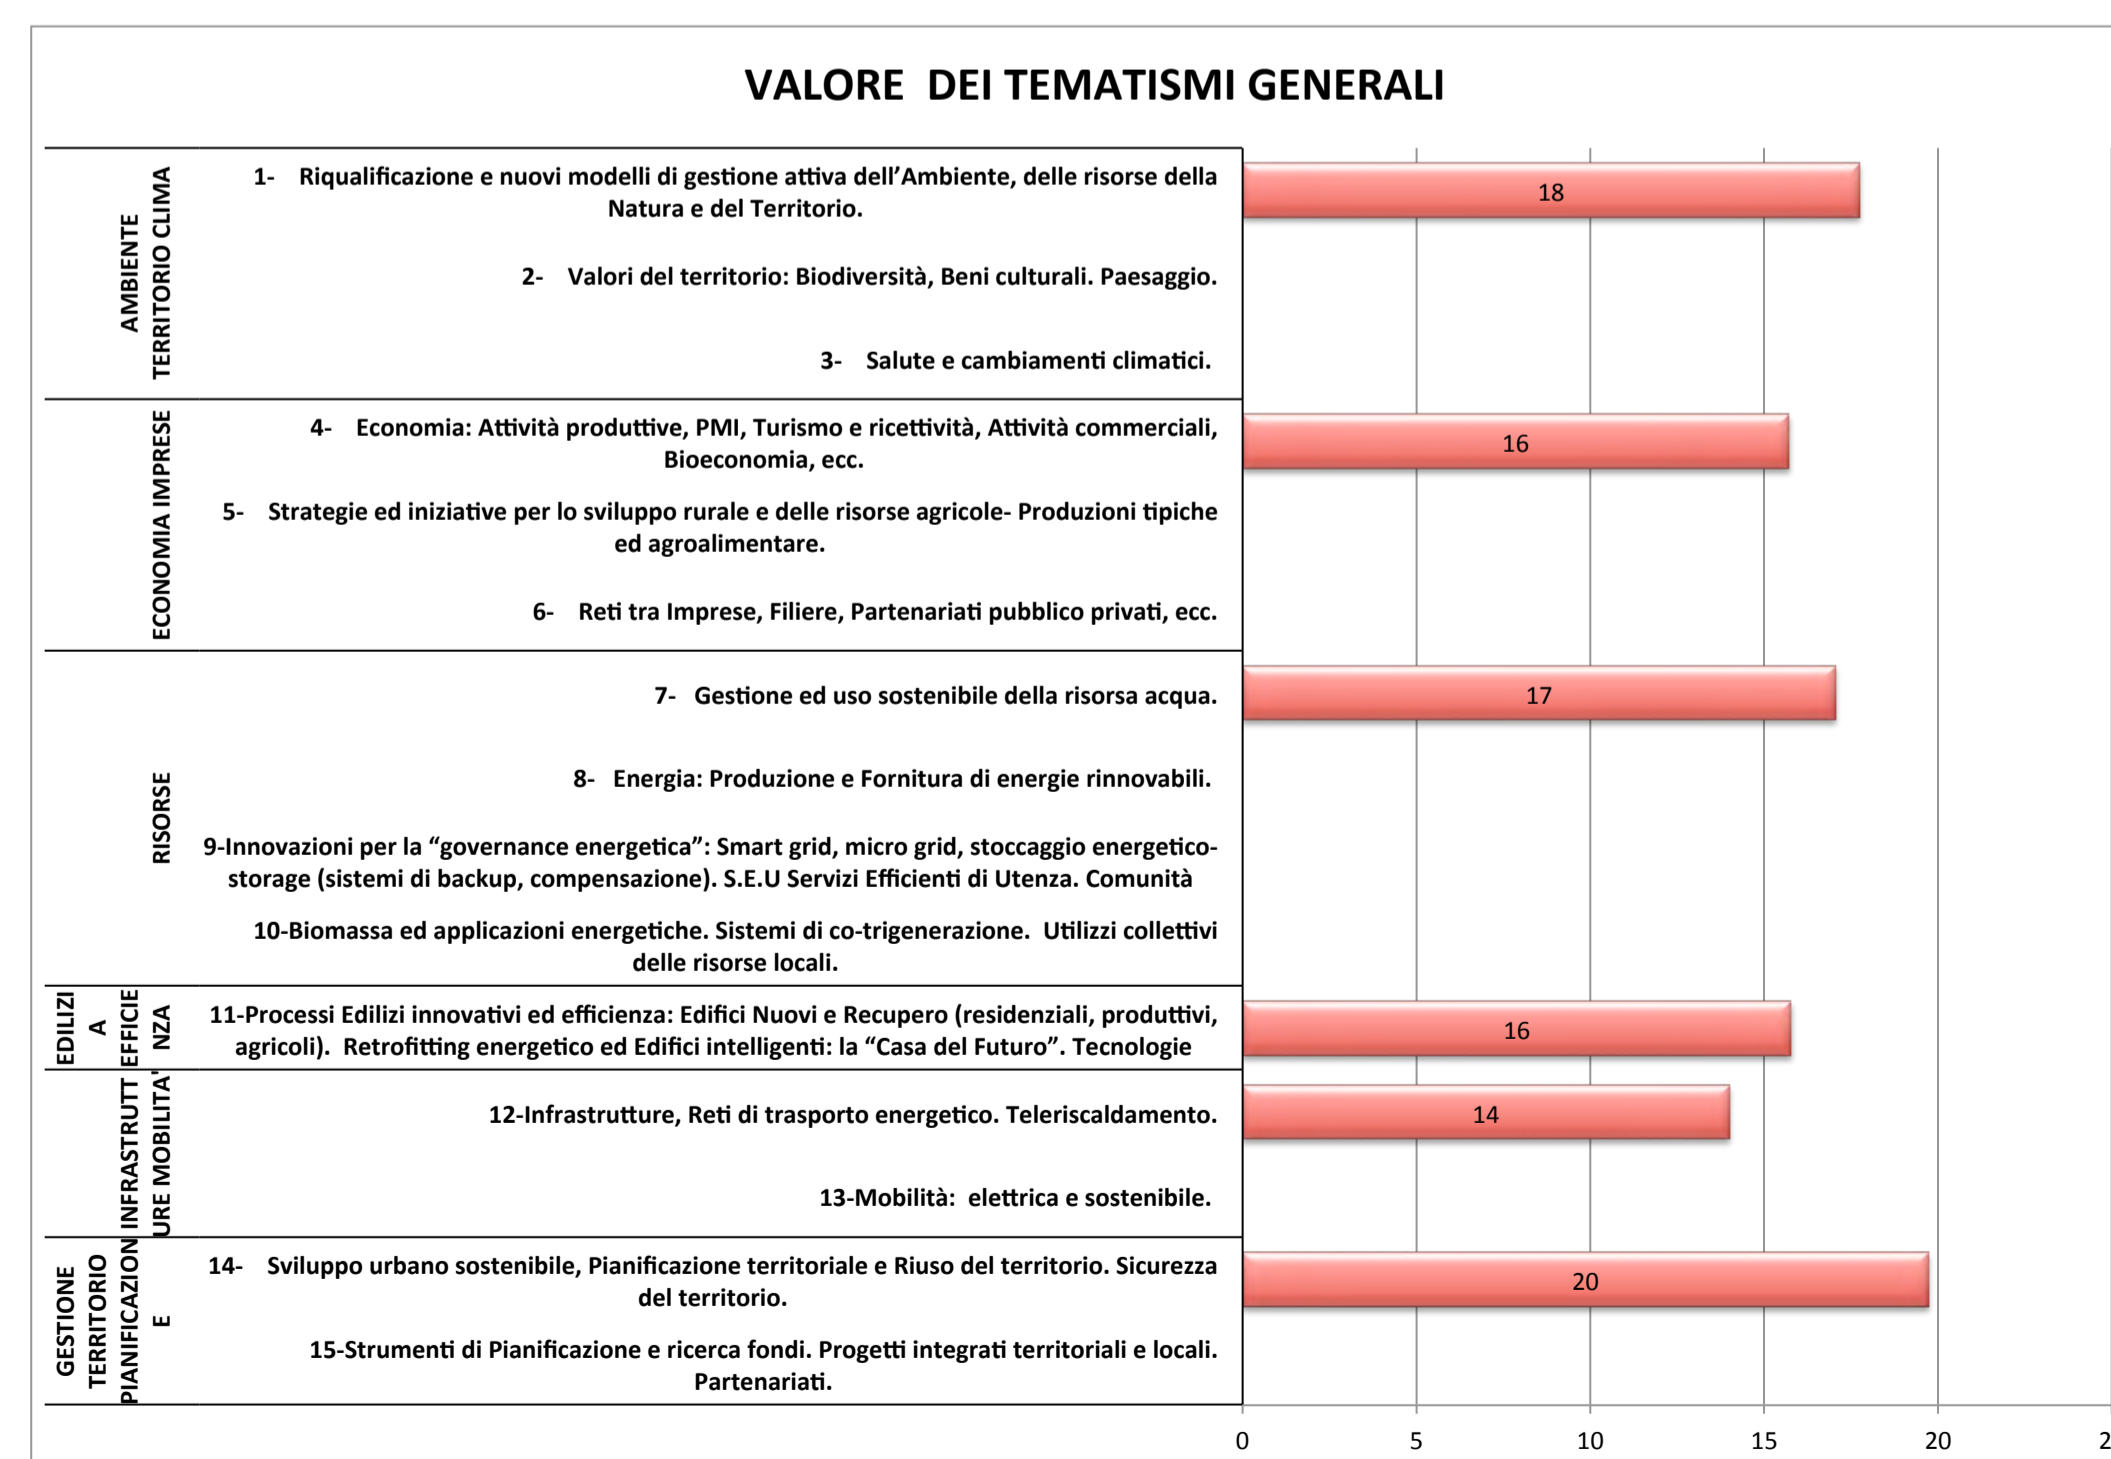 VALORE  DEI TEMATISMI GENERALI
AMBIENTE
TERRITORIO CLIMA
1-    Riqualificazione e nuovi modelli di gestione attiva dell’Ambiente, delle risorse della
Natura e del Territorio.
18
2-    Valori del territorio: Biodiversità, Beni culturali. Paesaggio.
3-    Salute e cambiamenti climatici.
ECONOMIA IMPRESE
4-    Economia: Attività produttive, PMI, Turismo e ricettività, Attività commerciali,
Bioeconomia, ecc.
16
5-    Strategie ed iniziative per lo sviluppo rurale e delle risorse agricole- Produzioni tipiche
ed agroalimentare.
6-    Reti tra Imprese, Filiere, Partenariati pubblico privati, ecc.
RISORSE
7-   Gestione ed uso sostenibile della risorsa acqua.
17
8-   Energia: Produzione e Fornitura di energie rinnovabili.
9-Innovazioni per la “governance energetica”: Smart grid, micro grid, stoccaggio energetico-
storage (sistemi di backup, compensazione). S.E.U Servizi Efficienti di Utenza. Comunità
10-Biomassa ed applicazioni energetiche. Sistemi di co-trigenerazione.  Utilizzi collettivi
delle risorse locali.
EDILIZI
A
EFFICIE
NZA
11-Processi Edilizi innovativi ed efficienza: Edifici Nuovi e Recupero (residenziali, produttivi,
agricoli).  Retrofitting energetico ed Edifici intelligenti: la “Casa del Futuro”. Tecnologie
16
INFRASTRUTT
URE MOBILITA'
12-Infrastrutture, Reti di trasporto energetico. Teleriscaldamento.
14
13-Mobilità:  elettrica e sostenibile.
GESTIONE
TERRITORIO
PIANIFICAZION
E
14-    Sviluppo urbano sostenibile, Pianificazione territoriale e Riuso del territorio. Sicurezza
del territorio.
20
15-Strumenti di Pianificazione e ricerca fondi. Progetti integrati territoriali e locali.
Partenariati.
0 5 10 15 20 2